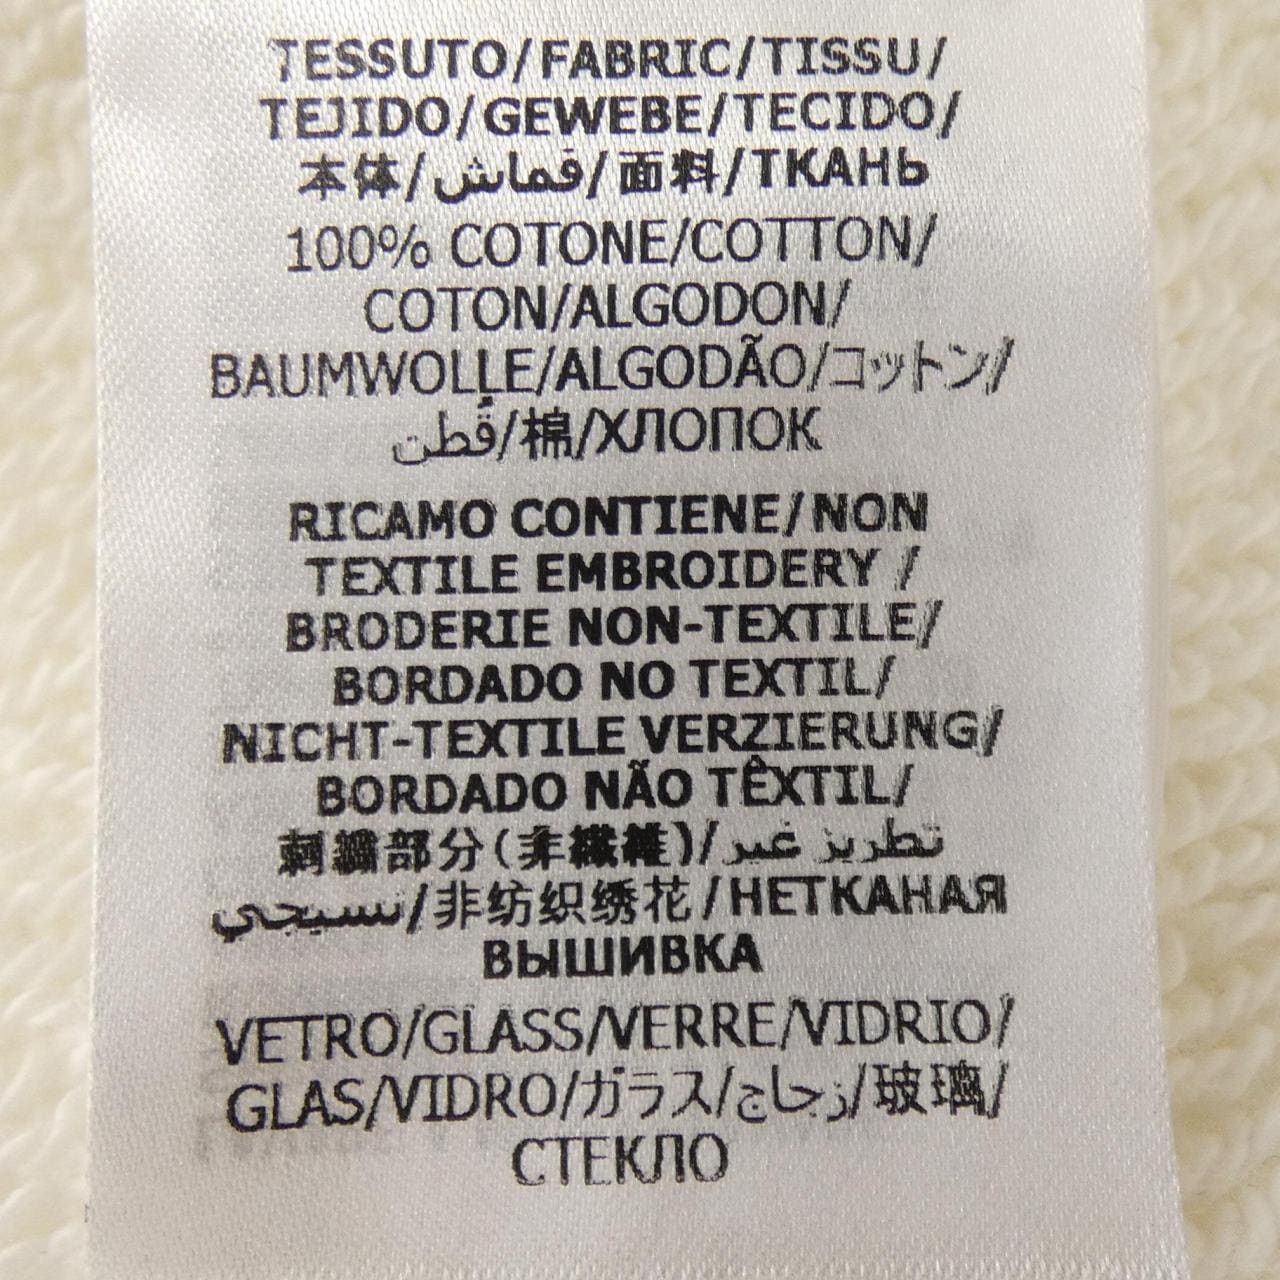 TESSUTO/FABRIC/TISSU/
TEJIDO/GEWEBE/TECIDO/
本体/قماش/面料/ТКАНЬ
100% COTONE/COTTON/
COTON/ALGODON/
BAUMWOLLE/ALGODÃO/コットン/
قُطن/棉/ХЛОПОК
RICAMO CONTIENE/NON
TEXTILE EMBROIDERY /
BRODERIE NON-TEXTILE/
BORDADO NO TEXTIL/
NICHT-TEXTILE VERZIERUNG/
BORDADO NÃO TÊXTIL/
刺繍部分(非繊維)/تطريز غير
نسيجي/非纺织绣花/НЕТКАНАЯ
ВЫШИВКА
VETRO/GLASS/VERRE/VIDRIO/
GLAS/VIDRO/ガラス/زجاج/玻璃/
СТЕКЛО